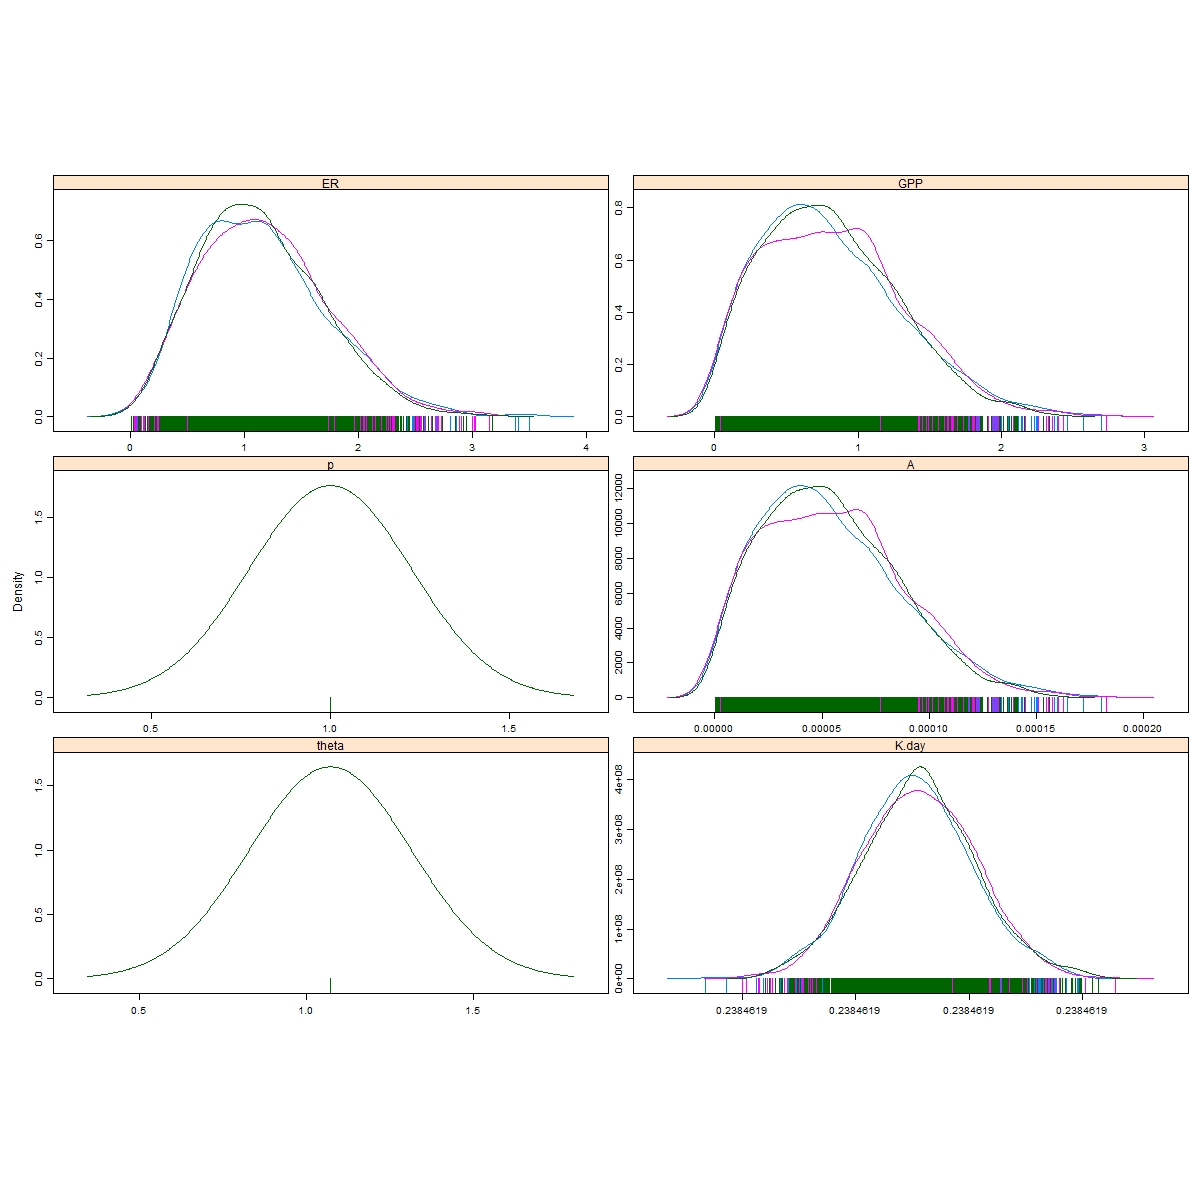 ER
0.0 0.2 0.4 0.6
0 1 2 3 4
GPP
0.0 0.2 0.4 0.6 0.8
0 1 2 3
Density
p
0.0 0.5 1.0 1.5
0.5 1.0 1.5
A
0 2000 4000 6000 8000 10000 12000
0.00000 0.00005 0.00010 0.00015 0.00020
theta
0.0 0.5 1.0 1.5
0.5 1.0 1.5
K.day
0e+00 1e+08 2e+08 3e+08 4e+08
0.2384619 0.2384619 0.2384619 0.2384619